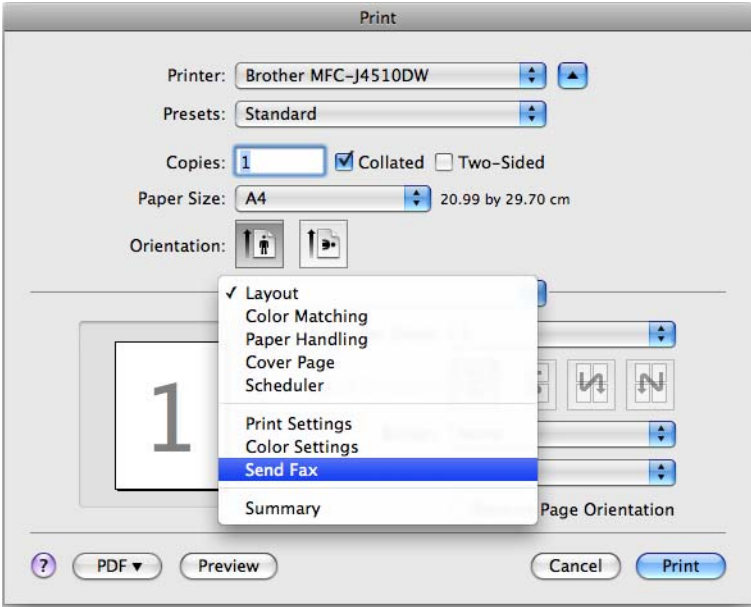 Print
Printer: Brother MFC-J4510DW
Presets: Standard
Copies: 1 Collated Two-Sided
Paper Size: A4 20.99 by 29.70 cm
Orientation:
✓ Layout
Color Matching
Paper Handling
Cover Page
Scheduler
Print Settings
Color Settings
Send Fax
Summary
Page Orientation
1
? PDF ▼ Preview Cancel Print